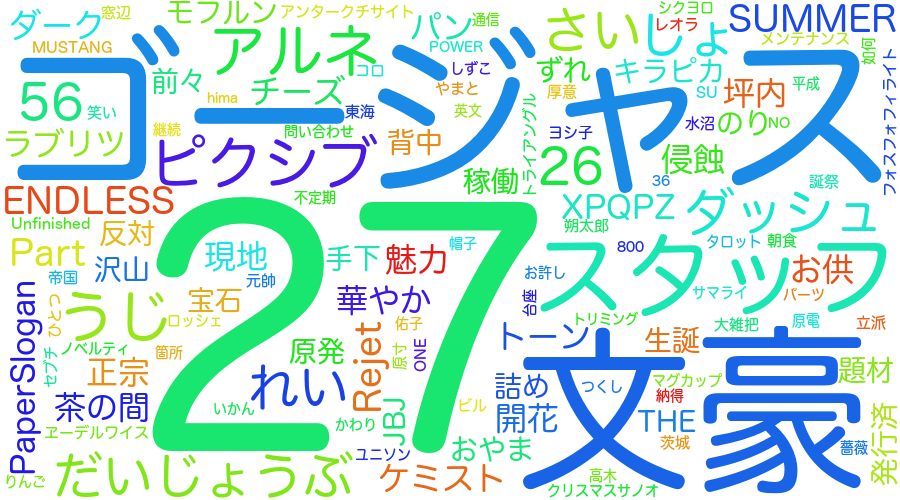 ダーク
窓辺
モフルン
アンタークチサイト
パン
通信
さいしょ
シクヨロ
レオラ
SUMMER
MUSTANG
アルネ
POWER
メンテナンス
如何
ゴージャス
56
笑い
前々
コロ
しずこ
ずれ
キラピカ
チーズ
hima
やまと
厚意
SU
坪内
平成
ラブリツ
継続
問い合わせ
東海
英文
ヨシ子
水沼
のり
NO
フォスフォフィライト
ピクシブ
背中
トライアングル
26
侵蝕
ENDLESS
不定期
稼働
36
誕祭
Unfinished
27
XPQPZ
ダッシュ
反対
朔太郎
Part
現地
手下
魅力
帽子
800
タロット
朝食
スタッフ
帝国
沢山
元帥
お許し
お供
PaperSlogan
うじ
宝石
華やか
台座
サマライ
パーツ
つとひ
ロッシェ
佑子
トリミング
大雑把
原電
立派
セブチ
ノベルティ
箇所
原発
Rejet
原寸
ONE
トーン
文豪
生誕
正宗
れい
題材
茶の間
いかん
JBJ
ビル
詰め
つくし
マグカップ
納得
かわり
開花
THE
発行済
ヱーデルワイス
ユニソン
おやま
茨城
薔薇
りんご
だいじょうぶ
ケミスト
高木
クリスマスサノオ